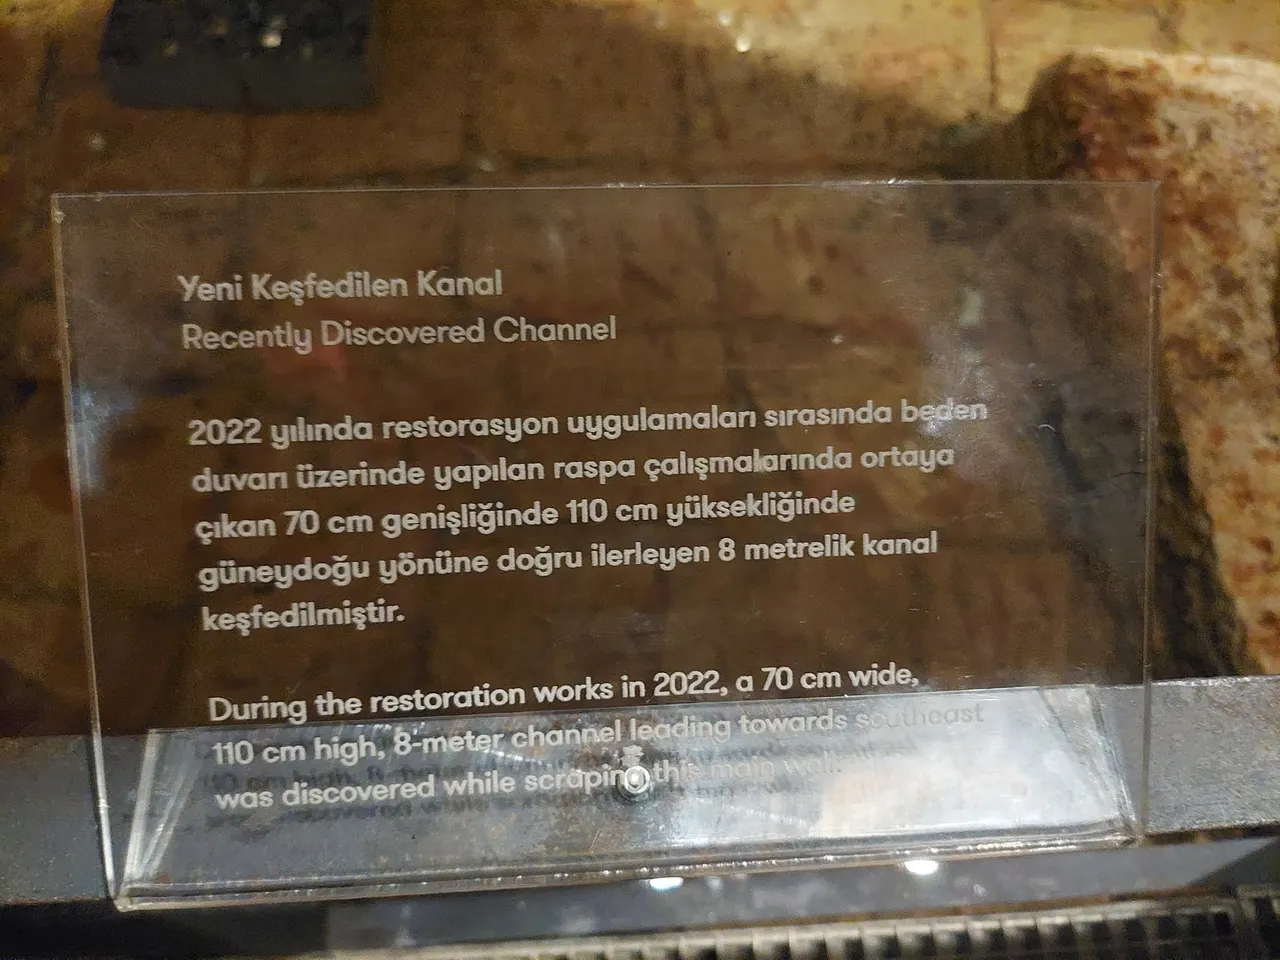 Yeni Keşfedilen Kanal
Recently Discovered Channel
2022 yılında restorasyon uygulamaları sırasında beden
duvarı üzerinde yapılan raspa çalışmalarında ortaya
çıkan 70 cm genişliğinde 110 cm yüksekliğinde
güneydoğu yönüne doğru ilerleyen 8 metrelik kanal
keşfedilmiştir.
During the restoration works in 2022, a 70 cm wide,
110 cm high, 8-meter channel leading towards southeast
was discovered while scraping this main wall.